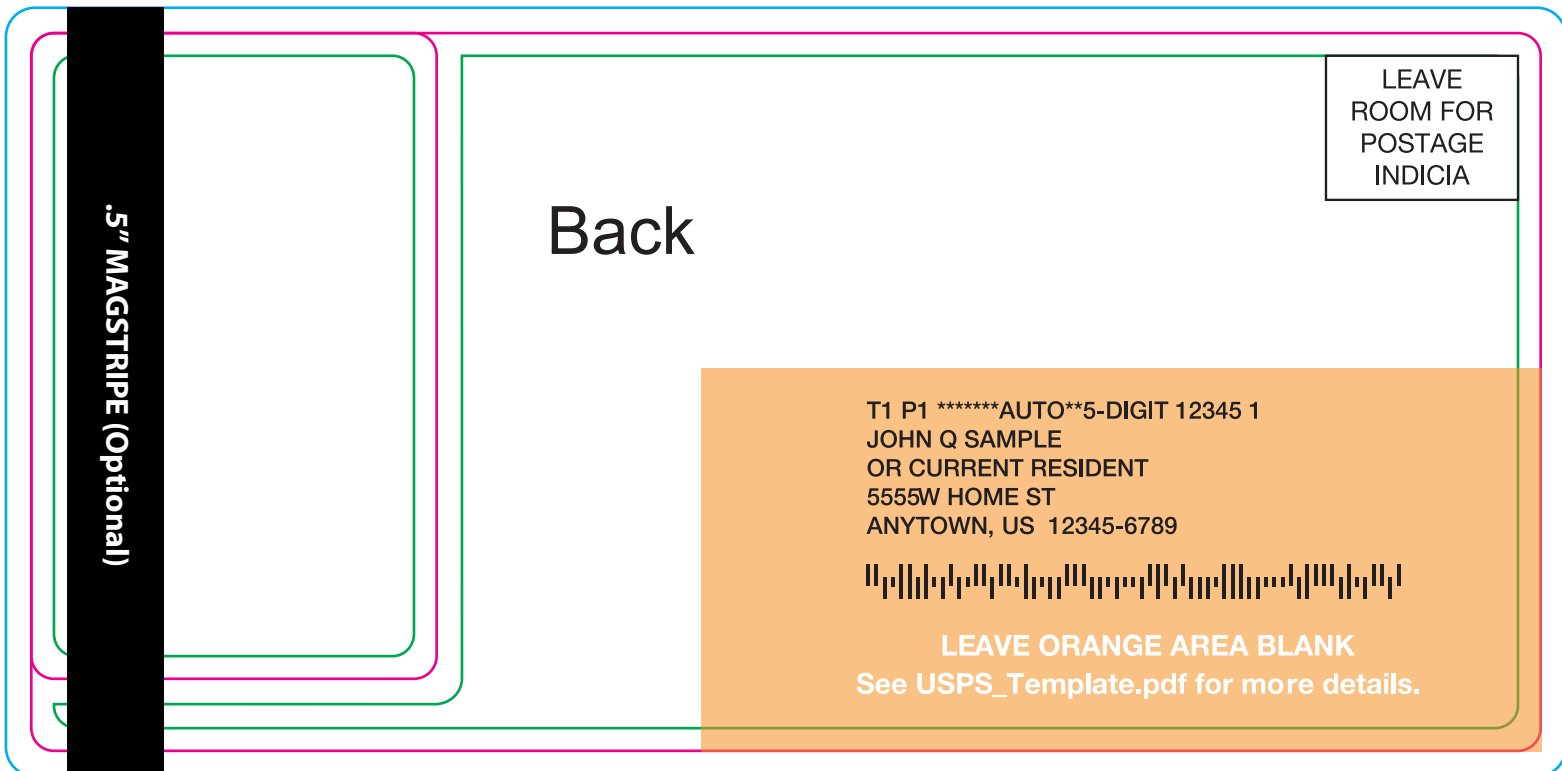 LEAVE
ROOM FOR
POSTAGE
INDICIA
.5” MAGSTRIPE (Optional)
Back
T1 P1 *******AUTO**5-DIGIT 12345 1
JOHN Q SAMPLE
OR CURRENT RESIDENT
5555W HOME ST
ANYTOWN, US  12345-6789
LEAVE ORANGE AREA BLANK
See USPS_Template.pdf for more details.